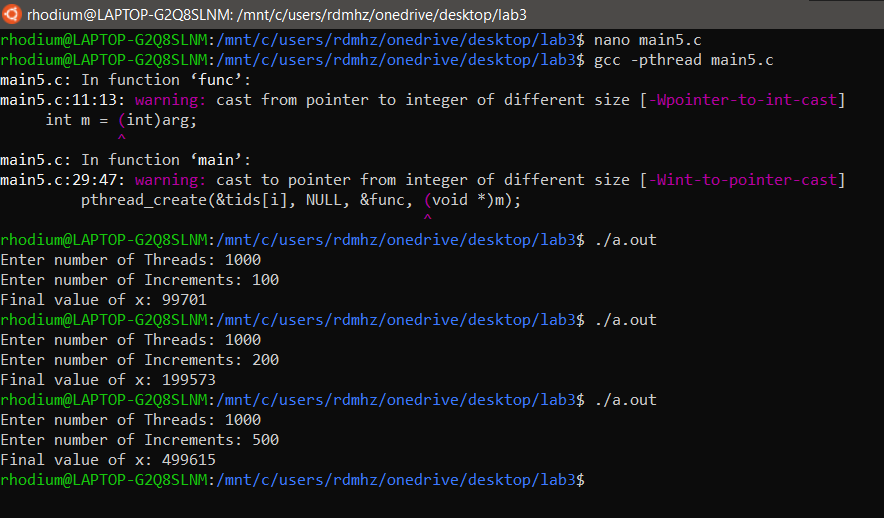 rhodium@LAPTOP-G2Q8SLNM: /mnt/c/users/rdmhz/onedrive/desktop/lab3
rhodium@LAPTOP-G2Q8SLNM:/mnt/c/users/rdmhz/onedrive/desktop/lab3$ nano main5.c
rhodium@LAPTOP-G2Q8SLNM:/mnt/c/users/rdmhz/onedrive/desktop/lab3$ gcc -pthread main5.c
main5.c: In function ‘func’:
main5.c:11:13: warning: cast from pointer to integer of different size [-Wpointer-to-int-cast]
     int m = (int)arg;
             ^
main5.c: In function ‘main’:
main5.c:29:47: warning: cast to pointer from integer of different size [-Wint-to-pointer-cast]
         pthread_create(&tids[i], NULL, &func, (void *)m);
                                               ^
rhodium@LAPTOP-G2Q8SLNM:/mnt/c/users/rdmhz/onedrive/desktop/lab3$ ./a.out
Enter number of Threads: 1000
Enter number of Increments: 100
Final value of x: 99701
rhodium@LAPTOP-G2Q8SLNM:/mnt/c/users/rdmhz/onedrive/desktop/lab3$ ./a.out
Enter number of Threads: 1000
Enter number of Increments: 200
Final value of x: 199573
rhodium@LAPTOP-G2Q8SLNM:/mnt/c/users/rdmhz/onedrive/desktop/lab3$ ./a.out
Enter number of Threads: 1000
Enter number of Increments: 500
Final value of x: 499615
rhodium@LAPTOP-G2Q8SLNM:/mnt/c/users/rdmhz/onedrive/desktop/lab3$